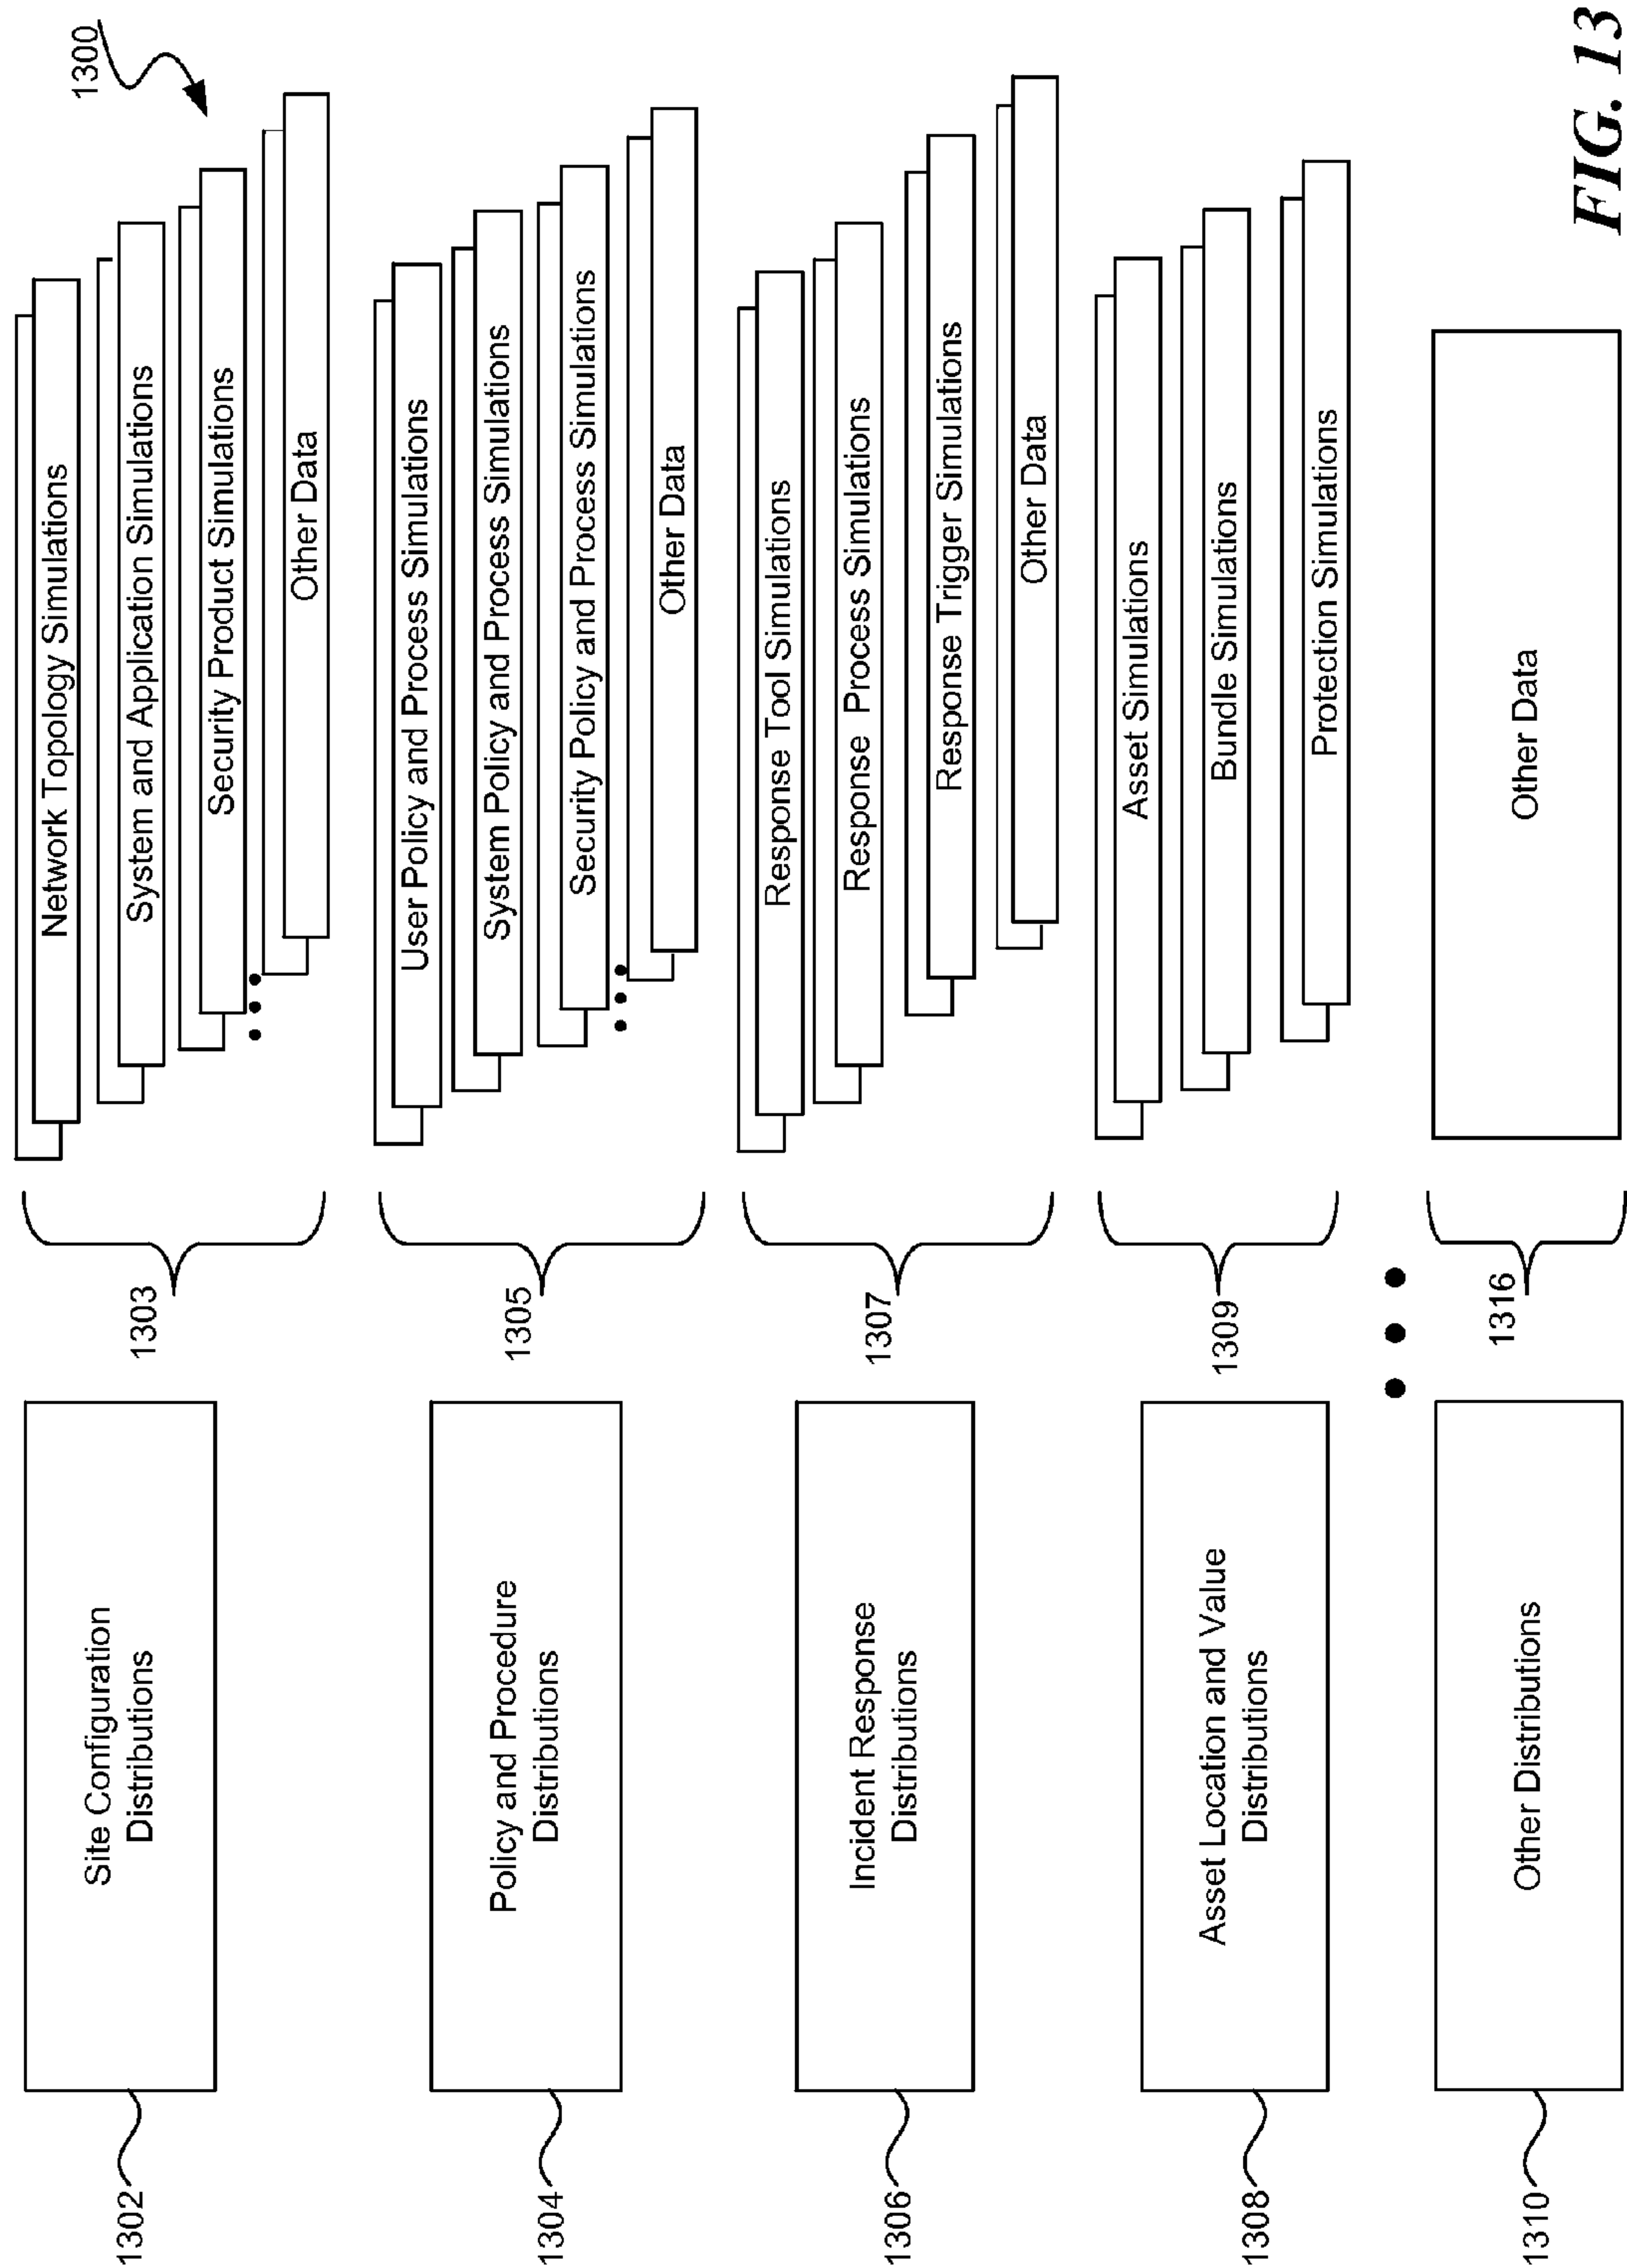 1300
1302
Site Configuration
Distributions
1303
Network Topology Simulations
System and Application Simulations
Security Product Simulations
Other Data
1304
Policy and Procedure
Distributions
1305
User Policy and Process Simulations
System Policy and Process Simulations
Security Policy and Process Simulations
Other Data
1306
Incident Response
Distributions
1307
Response Tool Simulations
Response Process Simulations
Response Trigger Simulations
Other Data
1308
Asset Location and Value
Distributions
1309
Asset Simulations
Bundle Simulations
Protection Simulations
1310
Other Distributions
1316
Other Data
FIG. 13